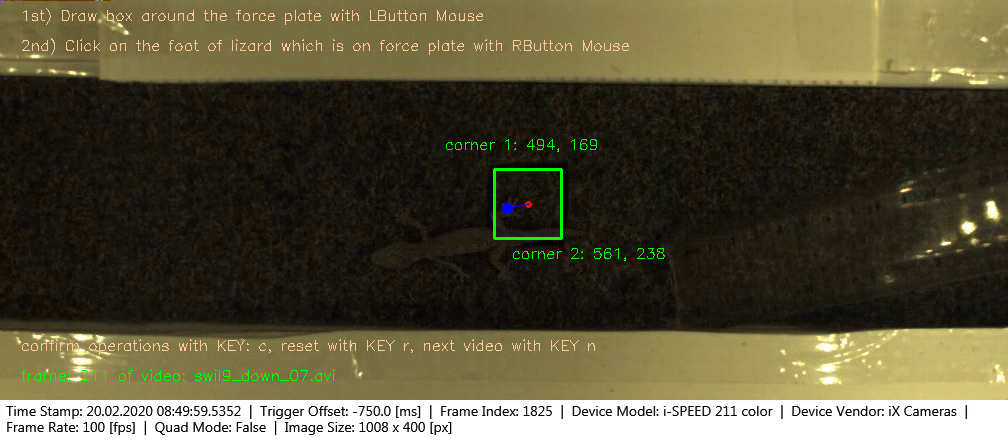 1st) Draw box around the force plate with LButton Mouse
2nd) Click on the foot of lizard which is on force plate with RButton Mouse
corner 1: 494, 169
corner 2: 561, 238
confirm operations with KEY: c, reset with KEY r, next video with KEY n
frame: 211 of video: swil9_down_07.avi
Time Stamp: 20.02.2020 08:49:59.5352 | Trigger Offset: -750.0 [ms] | Frame Index: 1825 | Device Model: i-SPEED 211 color | Device Vendor: iX Cameras |
Frame Rate: 100 [fps] | Quad Mode: False | Image Size: 1008 x 400 [px]